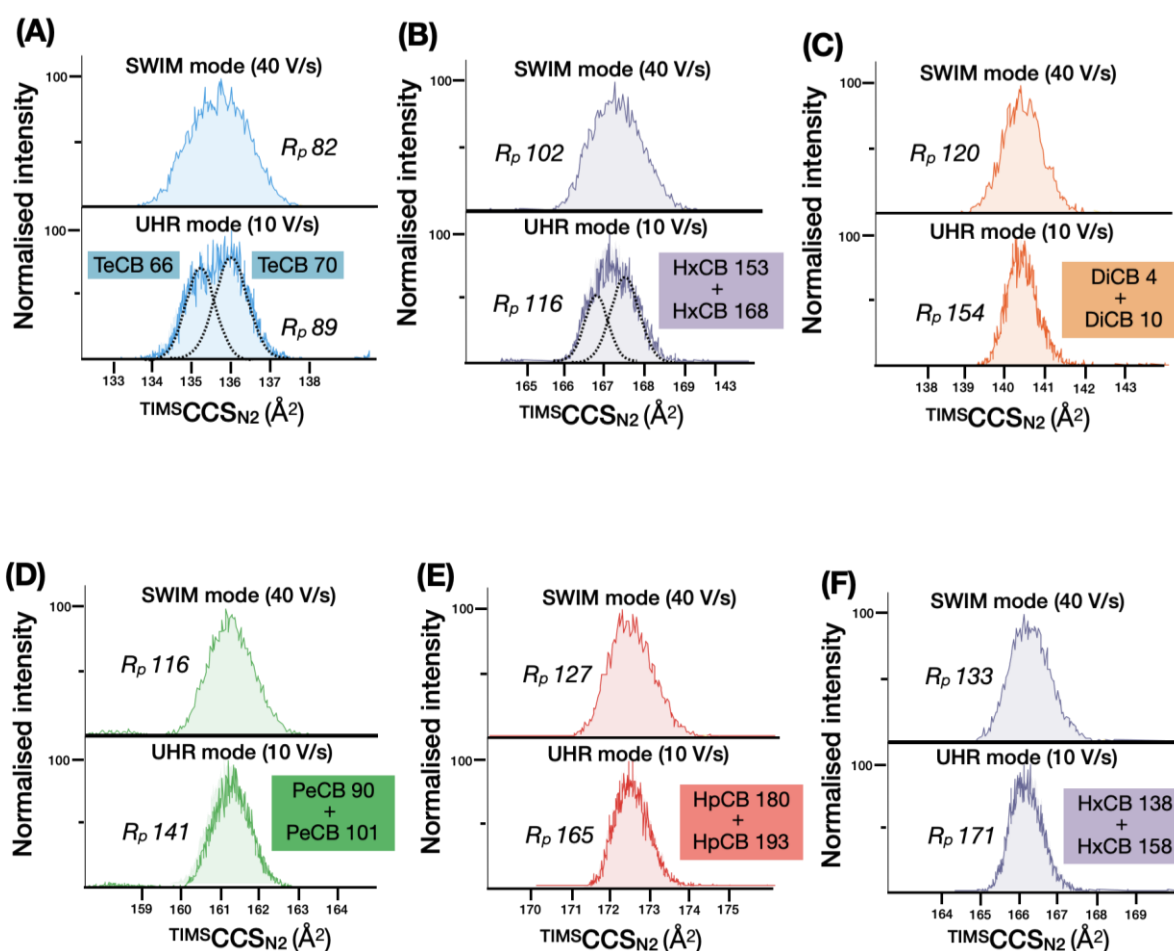 (A)
SWIM mode (40 V/s)
100
Rp 82
UHR mode (10 V/s)
100
TeCB 66
TeCB 70
Rp 89
Normalised intensity
133 134 135 136 137 138
TIMSCCSN2 (Å2)
(B)
SWIM mode (40 V/s)
100
Rp 102
UHR mode (10 V/s)
100
HxCB 153
+
HxCB 168
Rp 116
Normalised intensity
165 166 167 168 169 143
TIMSCCSN2 (Å2)
(C)
SWIM mode (40 V/s)
100
Rp 120
UHR mode (10 V/s)
100
DiCB 4
+
DiCB 10
Rp 154
Normalised intensity
138 139 140 141 142 143
TIMSCCSN2 (Å2)
(D)
SWIM mode (40 V/s)
100
Rp 116
UHR mode (10 V/s)
100
PeCB 90
+
PeCB 101
Rp 141
Normalised intensity
159 160 161 162 163 164
TIMSCCSN2 (Å2)
(E)
SWIM mode (40 V/s)
100
Rp 127
UHR mode (10 V/s)
100
HpCB 180
+
HpCB 193
Rp 165
Normalised intensity
170 171 172 173 174 175
TIMSCCSN2 (Å2)
(F)
SWIM mode (40 V/s)
100
Rp 133
UHR mode (10 V/s)
100
HxCB 138
+
HxCB 158
Rp 171
Normalised intensity
164 165 166 167 168 169
TIMSCCSN2 (Å2)